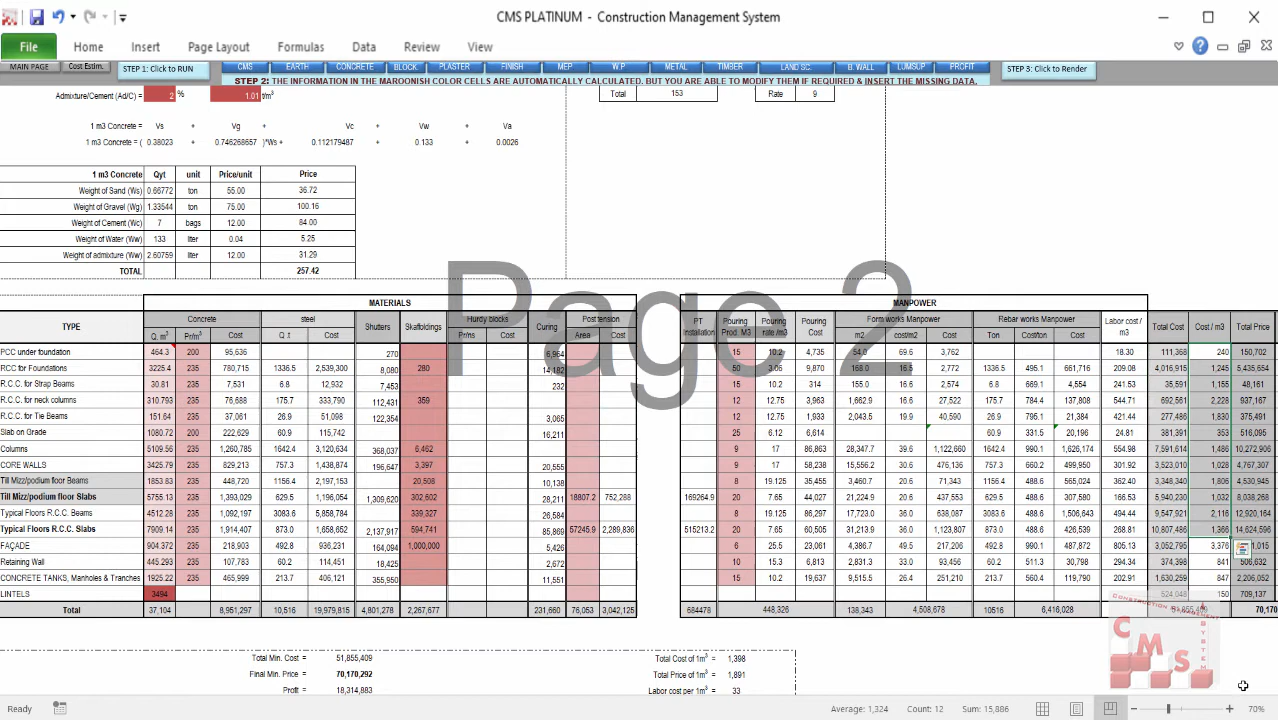 CMS PLATINUM - Construction Management System
File Home Insert Page Layout Formulas Data Review View
MAIN PAGE Cost Estim. STEP 1: Click to RUN CMS EARTH CONCRETE BLOCK PLASTER FINISH MEP W.P METAL TIMBER LAND SC. B. WALL LUMSUP PROFIT STEP 3: Click to Render
STEP 2: THE INFORMATION IN THE MAROONISH COLOR CELLS ARE AUTOMATICALLY CALCULATED. BUT YOU ARE ABLE TO MODIFY THEM IF REQUIRED & INSERT THE MISSING DATA.
Admixture/Cement (Ad/C) = 2 % 1.01 t/m³ Total 153 Rate 9
1 m3 Concrete = Vs + Vg + Vc + Vw + Va
1 m3 Concrete = ( 0.38023 + 0.746268657 )*Ws + 0.112179487 + 0.133 + 0.0026
1 m3 Concrete Qyt unit Price/unit Price
Weight of Sand (Ws) 0.66772 ton 55.00 36.72
Weight of Gravel (Wg) 1.33544 ton 75.00 100.16
Weight of Cement (Wc) 7 bags 12.00 84.00
Weight of Water (Ww) 133 liter 0.04 5.25
Weight of admixture (Ww) 2.60759 liter 12.00 31.29
TOTAL 257.42
Page 2
MATERIALS MANPOWER
TYPE Concrete steel Shutters Skafoldings Hurdy blocks Curing Post tension PT Installation Pouring Prod. M3 Pouring rate /m3 Pouring Cost Form works Manpower Rebar works Manpower Labor cost / m3 Total Cost Cost / m3 Total Price
Q. m³ Pr/m³ Cost Q .t Cost Pr/ns Cost Area Cost m2 cost/m2 Cost Ton Cost/ton Cost
PCC under foundation 464.3 200 95,636 270 6,964 15 10.2 4,735 54.0 69.6 3,762 18.30 111,368 240 150,702
RCC for Foundations 3225.4 235 780,715 1336.5 2,539,300 8,080 280 14,182 50 3.06 9,870 168.0 16.5 2,772 1336.5 495.1 661,716 209.08 4,016,915 1,245 5,435,654
R.C.C. for Strap Beams 30.81 235 7,531 6.8 12,932 7,453 232 15 10.2 314 155.0 16.6 2,574 6.8 669.1 4,554 241.53 35,591 1,155 48,161
R.C.C. for neck columns 310.793 235 76,688 175.7 333,790 112,431 359 12 12.75 3,963 1,662.9 16.6 27,522 175.7 784.4 137,808 544.71 692,561 2,228 937,167
R.C.C. for Tie Beams 151.64 235 37,061 26.9 51,098 122,354 3,065 12 12.75 1,933 2,043.5 19.9 40,590 26.9 795.1 21,384 421.44 277,486 1,830 375,491
Slab on Grade 1080.72 235 222,629 60.9 115,742 16,211 25 6.12 6,614 60.9 331.5 20,196 24.81 381,391 353 516,095
Columns 5109.56 235 1,260,785 1642.4 3,120,634 368,037 6,462 9 17 86,863 28,347.7 39.6 1,122,660 1642.4 990.1 1,626,126 554.98 7,591,614 1,486 10,272,906
CORE WALLS 3425.79 235 829,213 757.3 1,438,874 196,647 3,397 20,555 9 17 58,238 15,556.2 30.6 476,136 757.3 660.2 499,950 301.92 3,523,010 1,028 4,767,307
Till Mizz/podium floor Beams 1853.83 235 448,720 1156.4 2,197,153 20,508 10,138 8 19.125 35,455 3,460.4 20.6 71,343 1156.4 488.6 565,024 362.40 3,348,340 1,806 4,530,945
Till Mizz/podium floor Slabs 5755.13 235 1,393,029 629.5 1,196,054 1,309,620 302,602 28,211 18807.2 752,288 169264.9 20 7.65 44,027 21,224.9 20.6 437,553 629.5 488.6 307,580 166.53 5,940,230 1,032 8,038,268
Typical Floors R.C.C. Beams 4512.28 235 1,092,197 3083.6 5,858,784 339,327 26,584 8 19.125 86,297 17,723.0 36.0 638,087 3083.6 488.6 1,506,643 494.44 9,547,921 2,116 12,920,164
Typical Floors R.C.C. Slabs 7909.14 235 1,914,407 873.0 1,658,652 2,137,917 594,741 85,869 57245.9 2,289,836 515213.2 20 7.65 60,505 31,213.9 36.0 1,123,807 873.0 488.6 426,539 268.81 10,807,486 1,366 14,624,596
FAÇADE 904.372 235 218,903 492.8 936,231 164,094 1,000,000 5,426 6 25.5 23,061 4,386.7 49.5 217,206 492.8 990.1 487,872 805.13 3,052,795 3,376
Retaining Wall 445.293 235 107,783 60.2 114,451 18,425 2,672 10 15.3 6,813 2,831.3 33.0 93,456 60.2 511.3 30,798 294.34 374,398 841 506,632
CONCRETE TANKS, Manholes & Tranches 1925.22 235 465,999 213.7 406,121 355,950 11,551 15 10.2 19,637 9,515.5 26.4 251,210 213.7 560.4 119,790 202.91 1,630,259 847 2,206,052
LINTELS 3494 524,048 150 709,137
Total 37,104 8,951,297 10,516 19,979,815 4,801,278 2,267,677 231,660 76,053 3,042,125 684478 448,326 138,343 4,508,678 10516 6,416,028 70,170
Total Min. Cost = 51,855,409 Total Cost of 1m³ = 1,398
Final Min. Price = 70,170,292 Total Price of 1m³ = 1,891
Profit = 18,314,883 Labor cost per 1m³ = 33
CONSTRUCTION MANAGEMENT SYSTEM
CMS
Ready Average: 1,324 Count: 12 Sum: 15,886 70%